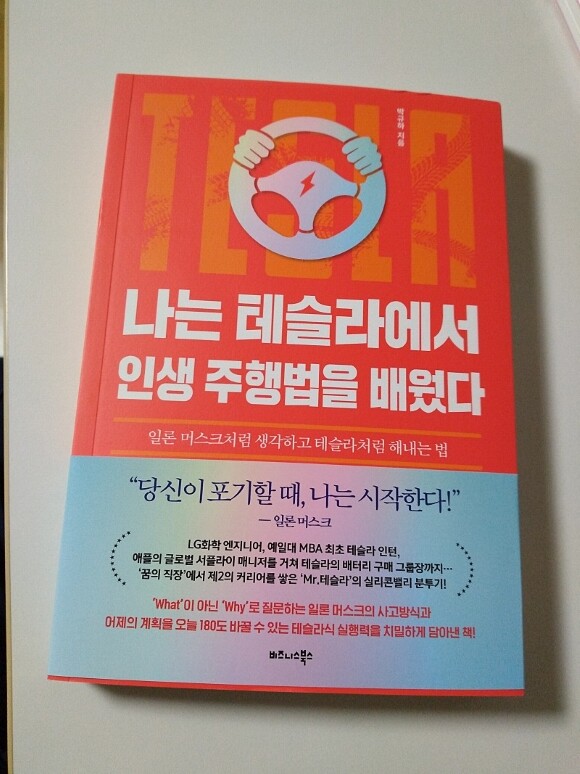 TESLA
박규하 지음
나는 테슬라에서
인생 주행법을 배웠다
일론 머스크처럼 생각하고 테슬라처럼 해내는 법
“당신이 포기할 때, 나는 시작한다!”
— 일론 머스크
LG화학 엔지니어, 예일대 MBA 최초 테슬라 인턴,
애플의 글로벌 서플라이 매니저를 거쳐 테슬라의 배터리 구매 그룹장까지…
‘꿈의 직장’에서 제2의 커리어를 쌓은 ‘Mr.테슬라’의 실리콘밸리 분투기!
‘What’이 아닌 ‘Why’로 질문하는 일론 머스크의 사고방식과
어제의 계획을 오늘 180도 바꿀 수 있는 테슬라식 실행력을 치밀하게 담아낸 책!
비즈니스북스